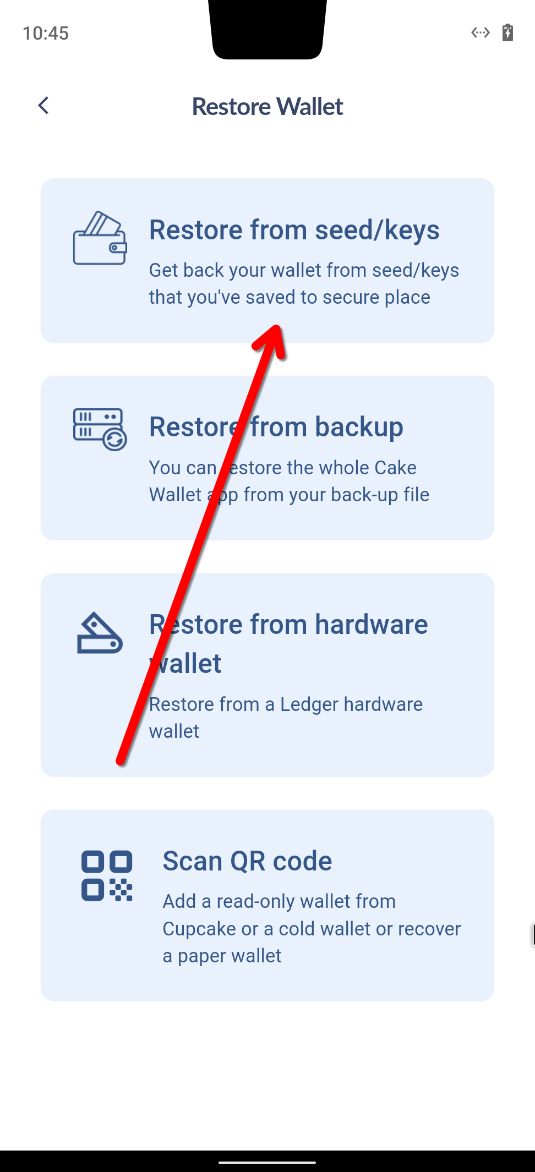 10:45
Restore Wallet
Restore from seed/keys
Get back your wallet from seed/keys
that you've saved to secure place
Restore from backup
You can restore the whole Cake
Wallet app from your back-up file
Restore from hardware
wallet
Restore from a Ledger hardware
wallet
Scan QR code
Add a read-only wallet from
Cupcake or a cold wallet or recover
a paper wallet